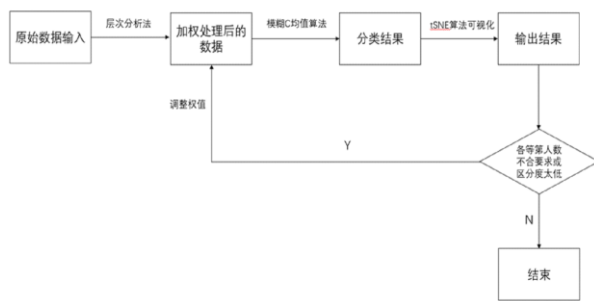 原始数据输入
层次分析法
加权处理后的
数据
模糊C均值算法
分类结果
tSNE算法可视化
输出结果
调整权值
Y
各等第人数
不合要求或
区分度太低
N
结束